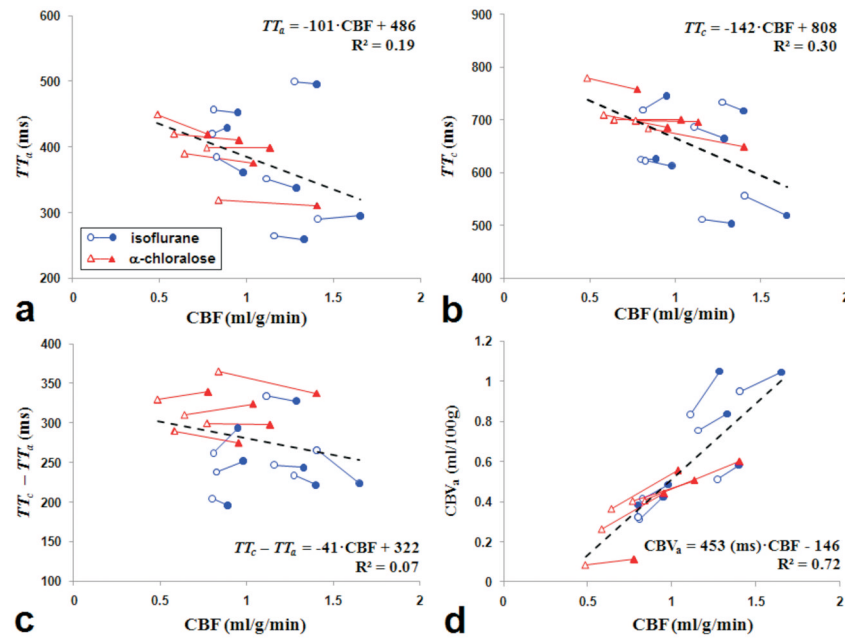 600
500
400
300
200
TTₐ (ms)
TTₐ = -101·CBF + 486
R² = 0.19
isoflurane
α-chloralose
0 0.5 1 1.5 2
CBF (ml/g/min)
a
900
800
700
600
500
400
TT꜀ (ms)
TT꜀ = -142·CBF + 808
R² = 0.30
0 0.5 1 1.5 2
CBF (ml/g/min)
b
400
350
300
250
200
150
100
TT꜀ – TTₐ (ms)
TT꜀ – TTₐ = -41·CBF + 322
R² = 0.07
0 0.5 1 1.5 2
CBF (ml/g/min)
c
1.2
1
0.8
0.6
0.4
0.2
0
CBVₐ (ml/100g)
CBVₐ = 453 (ms)·CBF - 146
R² = 0.72
0 0.5 1 1.5 2
CBF (ml/g/min)
d